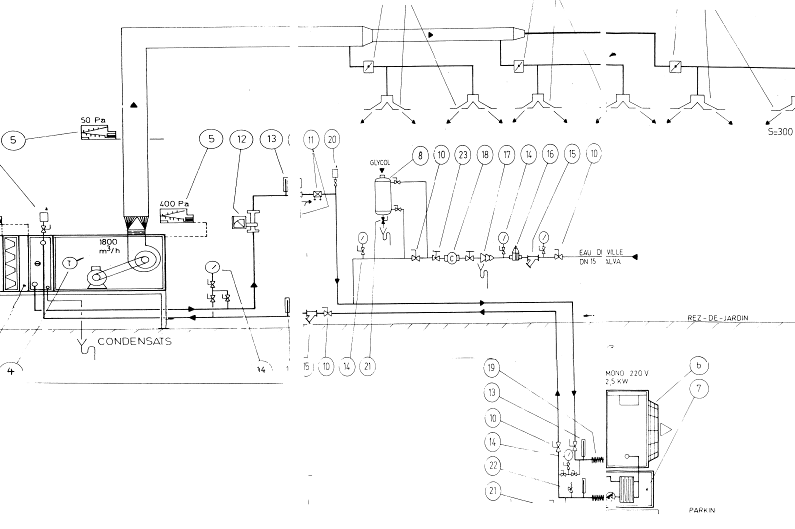 50 Pa
5
5
12
13
11
20
400 Pa
1800
m³/h
T
GLYCOL
8
10
23
18
17
14
16
15
10
C
S=300
EAU DI VILLE
DN 15 ALVA.
REZ-DE-JARDIN
CONDENSATS
4
14
15
10
14
21
19
13
10
14
22
21
MONO 220 V
2,5 KW
6
7
PARKIN